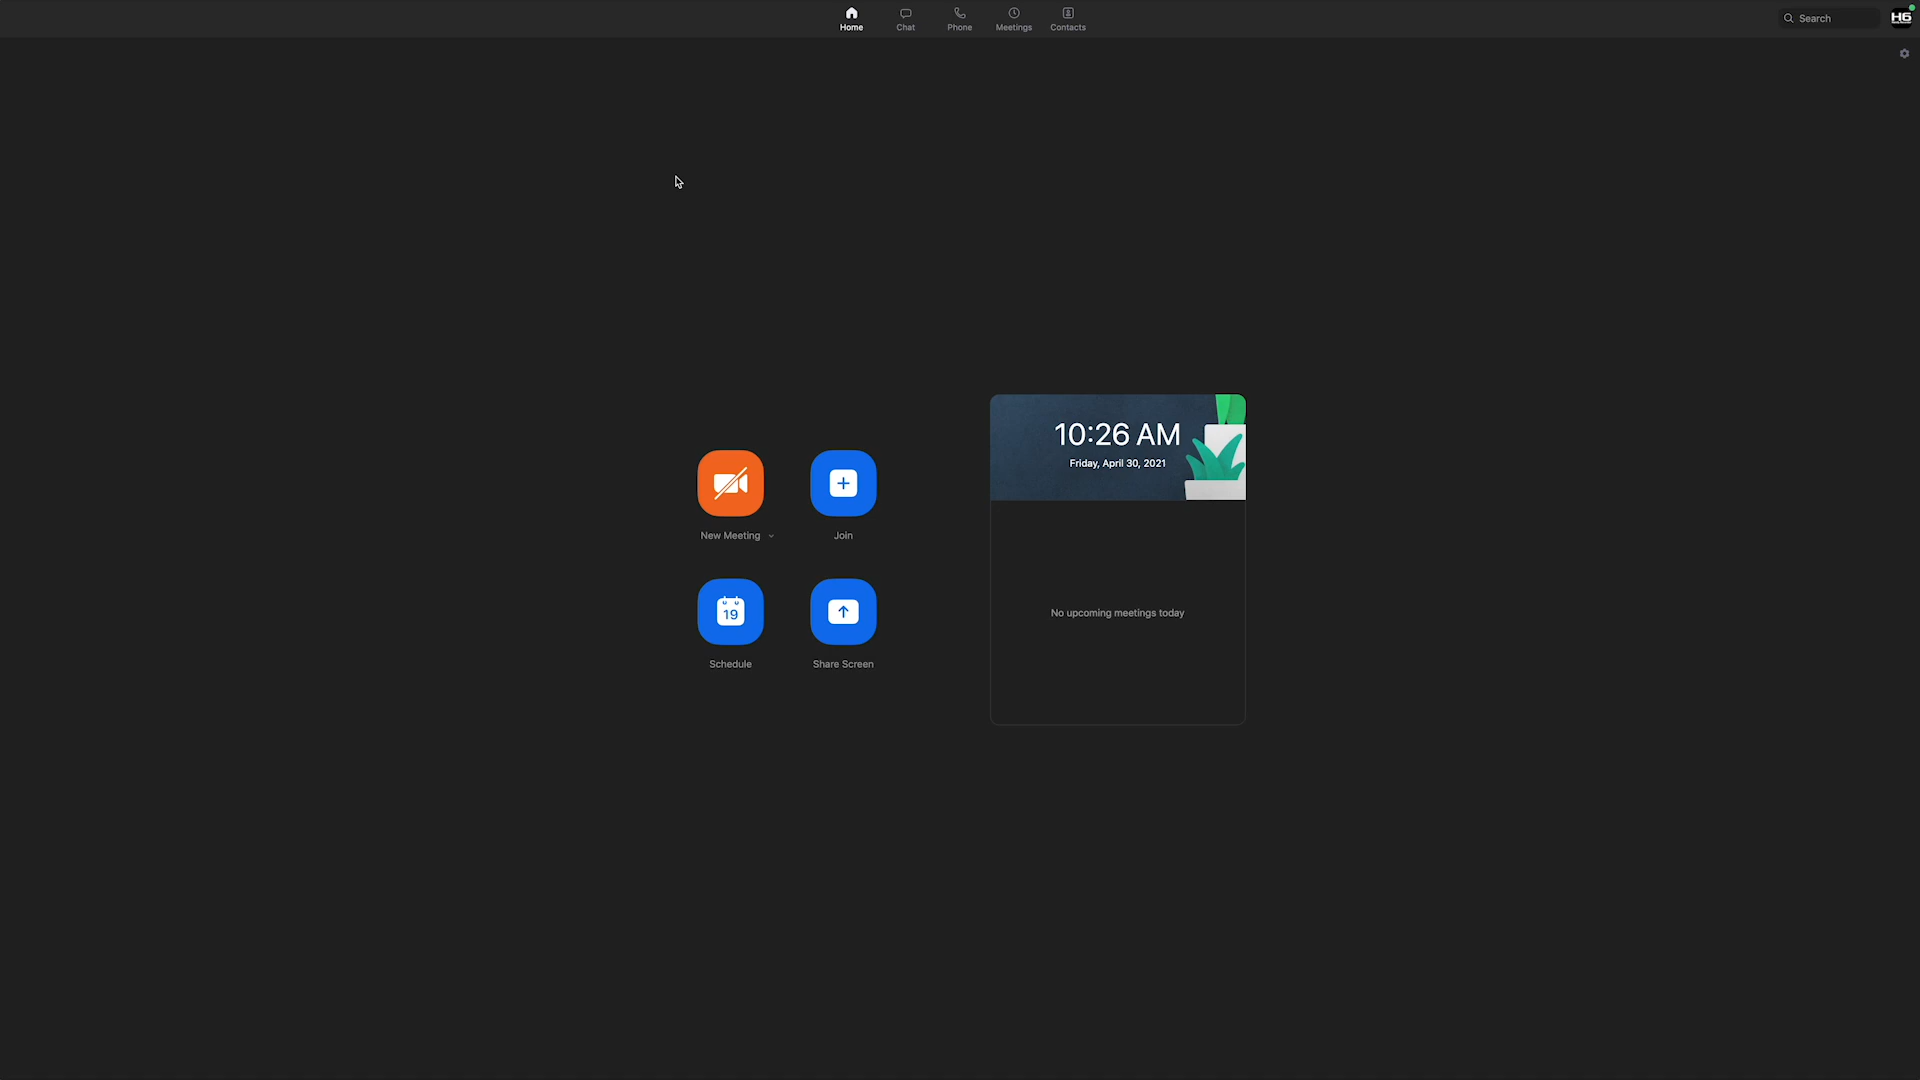 Home
Chat
Phone
Meetings
Contacts
Search
H6
10:26 AM
Friday, April 30, 2021
New Meeting
Join
19
No upcoming meetings today
Schedule
Share Screen